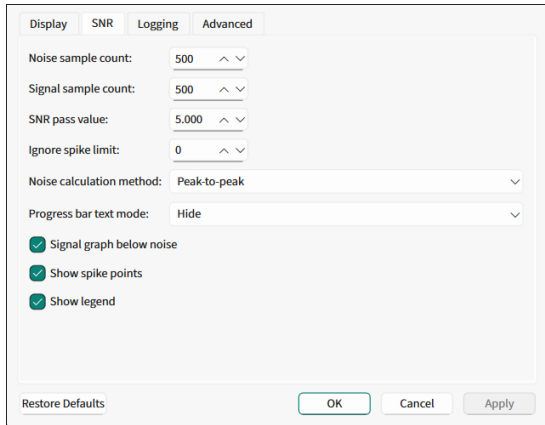 Display SNR Logging Advanced
Noise sample count: 500
Signal sample count: 500
SNR pass value: 5.000
Ignore spike limit: 0
Noise calculation method: Peak-to-peak
Progress bar text mode: Hide
Signal graph below noise
Show spike points
Show legend
Restore Defaults OK Cancel Apply